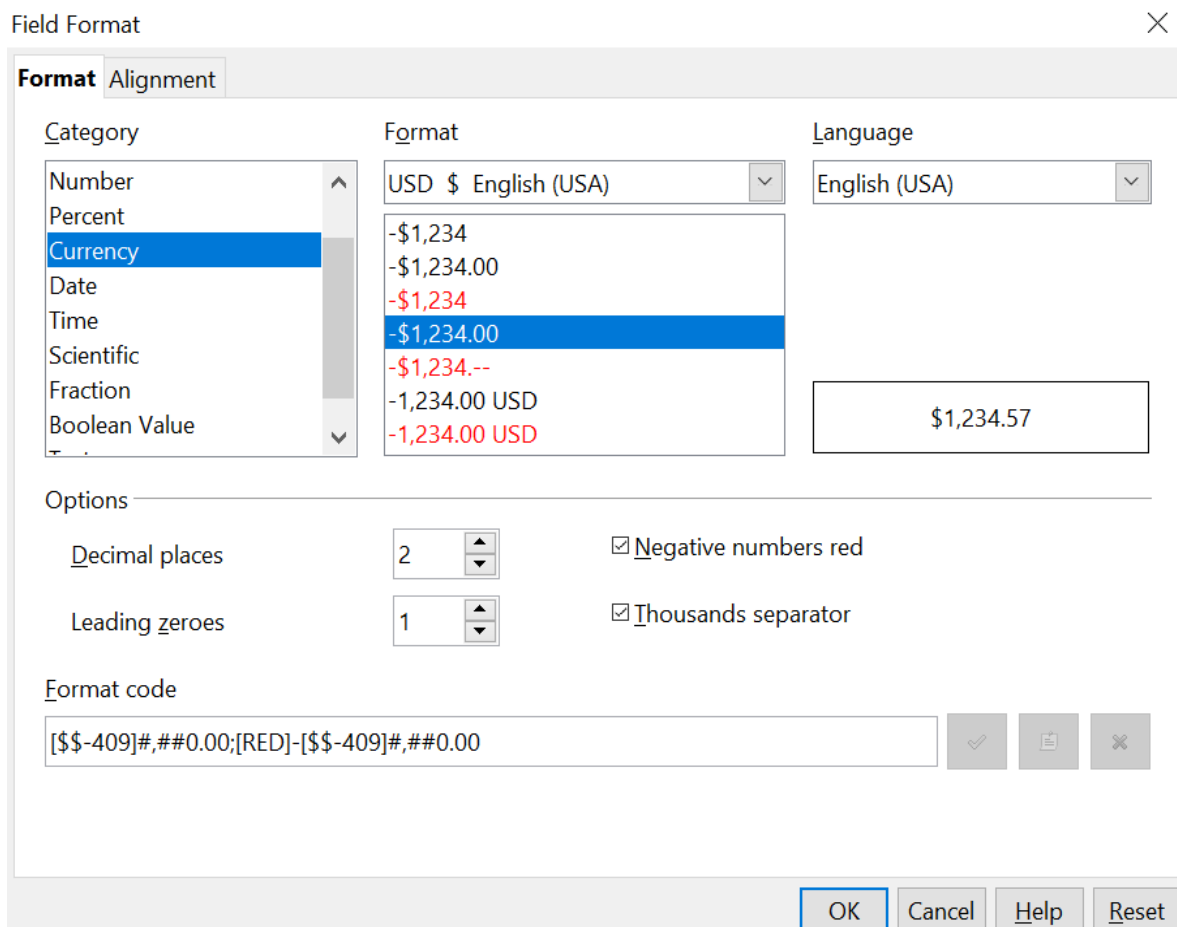 Field Format
Format Alignment
Category
Number
Percent
Currency
Date
Time
Scientific
Fraction
Boolean Value
Format
USD $ English (USA)
-$1,234
-$1,234.00
-$1,234
-$1,234.00
-$1,234.--
-1,234.00 USD
-1,234.00 USD
Language
English (USA)
$1,234.57
Options
Decimal places 2
Negative numbers red
Leading zeroes 1
Thousands separator
Format code
[$$-409]#,##0.00;[RED]-[$$-409]#,##0.00
OK Cancel Help Reset